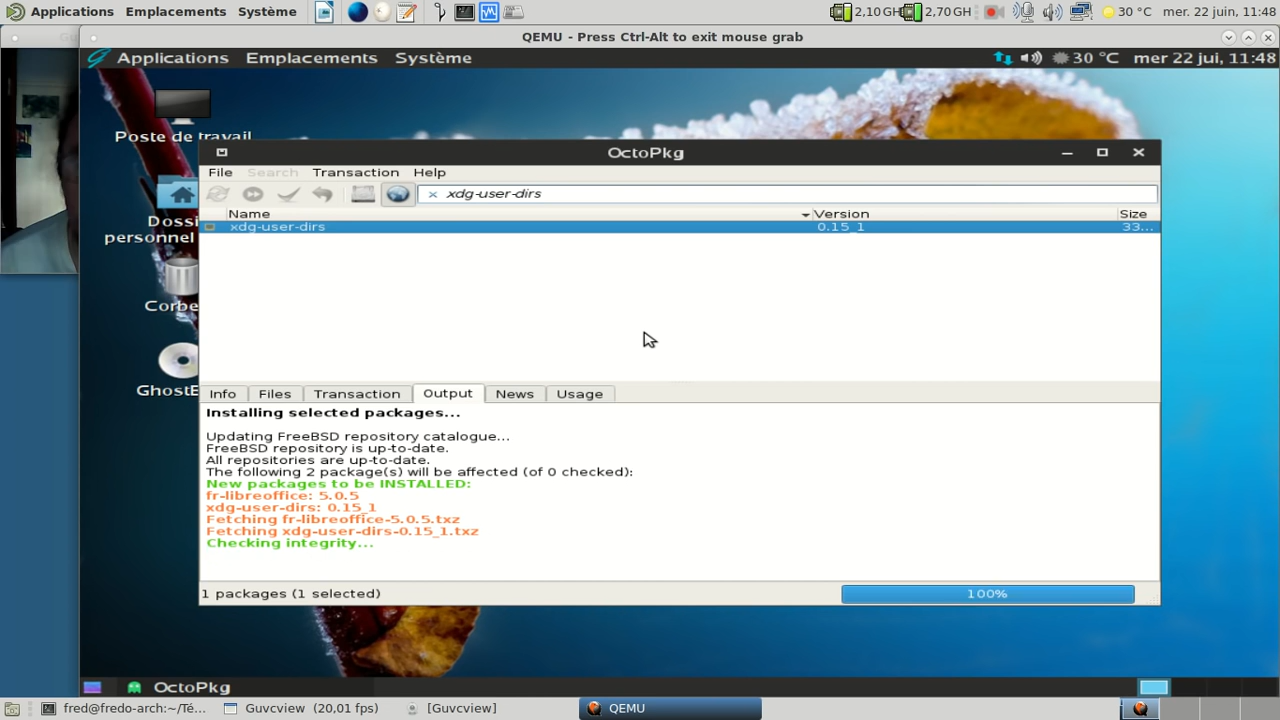 Applications Emplacements Système 2,10 GH 2,70 GH 30 °C mer. 22 juin, 11:48
QEMU - Press Ctrl-Alt to exit mouse grab
Applications Emplacements Système 30 °C mer 22 jui, 11:48
Poste de travail
OctoPkg
File Search Transaction Help
xdg-user-dirs
Name Version Size
xdg-user-dirs 0.15_1 33...
Dossi
personnel
Corbe
GhostE
Info Files Transaction Output News Usage
Installing selected packages...
Updating FreeBSD repository catalogue...
FreeBSD repository is up-to-date.
All repositories are up-to-date.
The following 2 package(s) will be affected (of 0 checked):
New packages to be INSTALLED:
fr-libreoffice: 5.0.5
xdg-user-dirs: 0.15_1
Fetching fr-libreoffice-5.0.5.txz
Fetching xdg-user-dirs-0.15_1.txz
Checking integrity...
1 packages (1 selected) 100%
OctoPkg
fred@fredo-arch:~/Té... Guvcview (20,01 fps) [Guvcview] QEMU